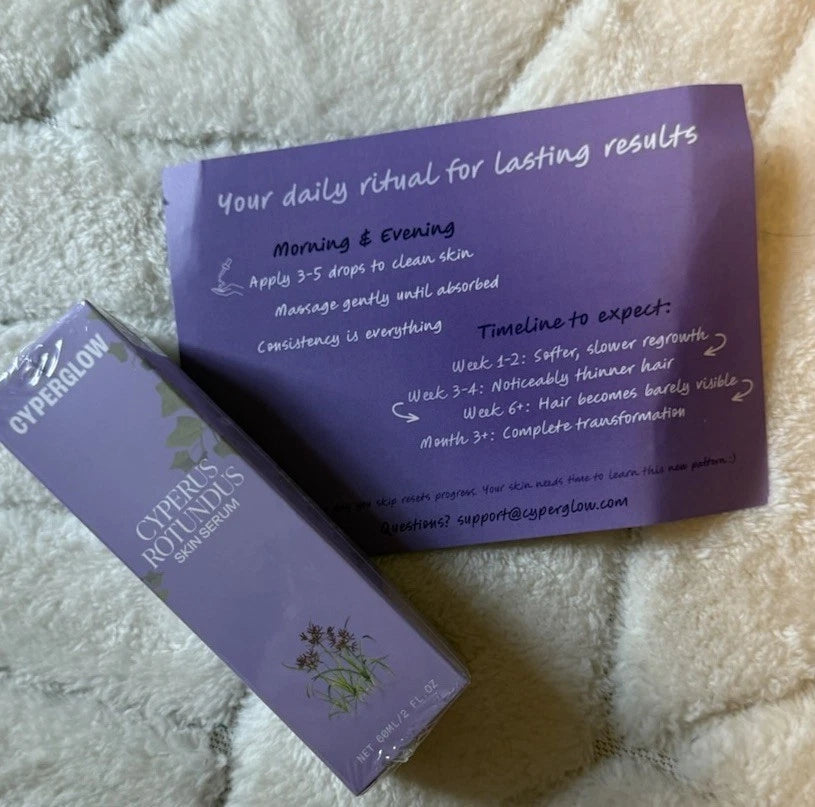 Your daily ritual for lasting results
Morning & Evening
Apply 3-5 drops to clean skin
Massage gently until absorbed
Consistency is everything
Timeline to expect:
Week 1-2: Softer, slower regrowth
Week 3-4: Noticeably thinner hair
Week 6+: Hair becomes barely visible
Month 3+: Complete transformation
you skip resets progress. Your skin needs time to learn this new pattern :)
Questions? support@cyperglow.com
CYPERGLOW
CYPERUS
ROTUNDUS
SKIN SERUM
NET 60ML/2 FL.OZ